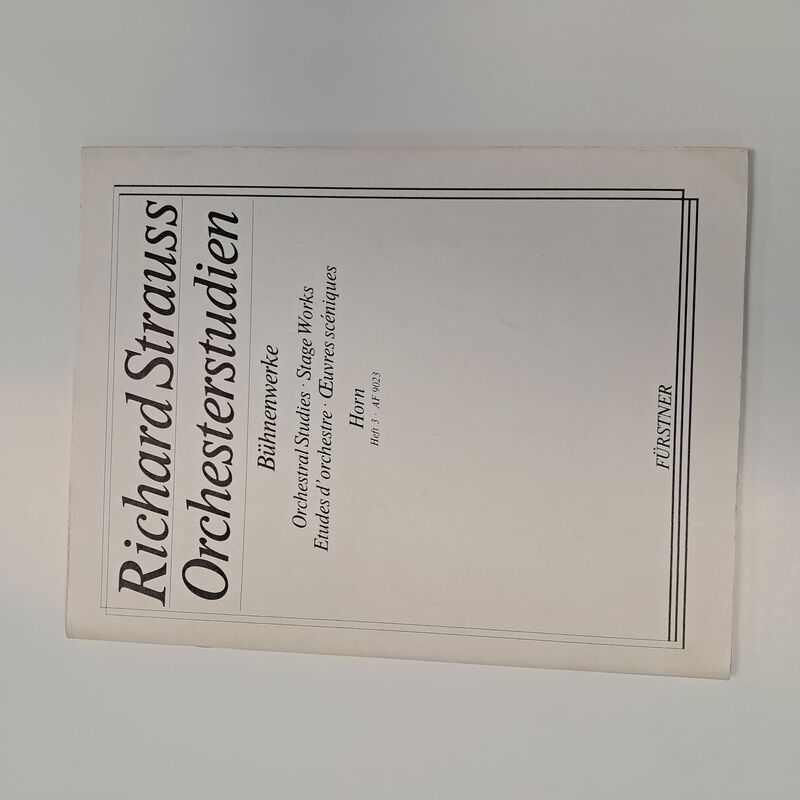 Richard Strauss
Orchesterstudien
Bühnenwerke
Orchestral Studies · Stage Works
Etudes d'orchestre · Œuvres scéniques
Horn
Heft 3 · AF 9023
FÜRSTNER